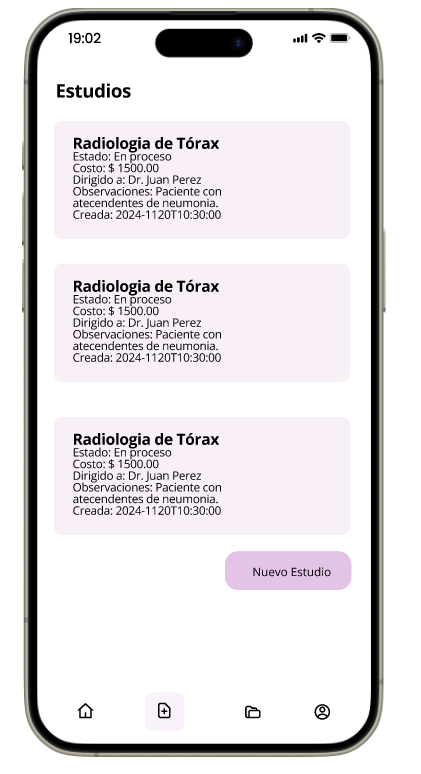 19:02
Estudios
Radiologia de Tórax
Estado: En proceso
Costo: $ 1500.00
Dirigido a: Dr. Juan Perez
Observaciones: Paciente con
atecendentes de neumonia.
Creada: 2024-1120T10:30:00
Radiologia de Tórax
Estado: En proceso
Costo: $ 1500.00
Dirigido a: Dr. Juan Perez
Observaciones: Paciente con
atecendentes de neumonia.
Creada: 2024-1120T10:30:00
Radiologia de Tórax
Estado: En proceso
Costo: $ 1500.00
Dirigido a: Dr. Juan Perez
Observaciones: Paciente con
atecendentes de neumonia.
Creada: 2024-1120T10:30:00
Nuevo Estudio